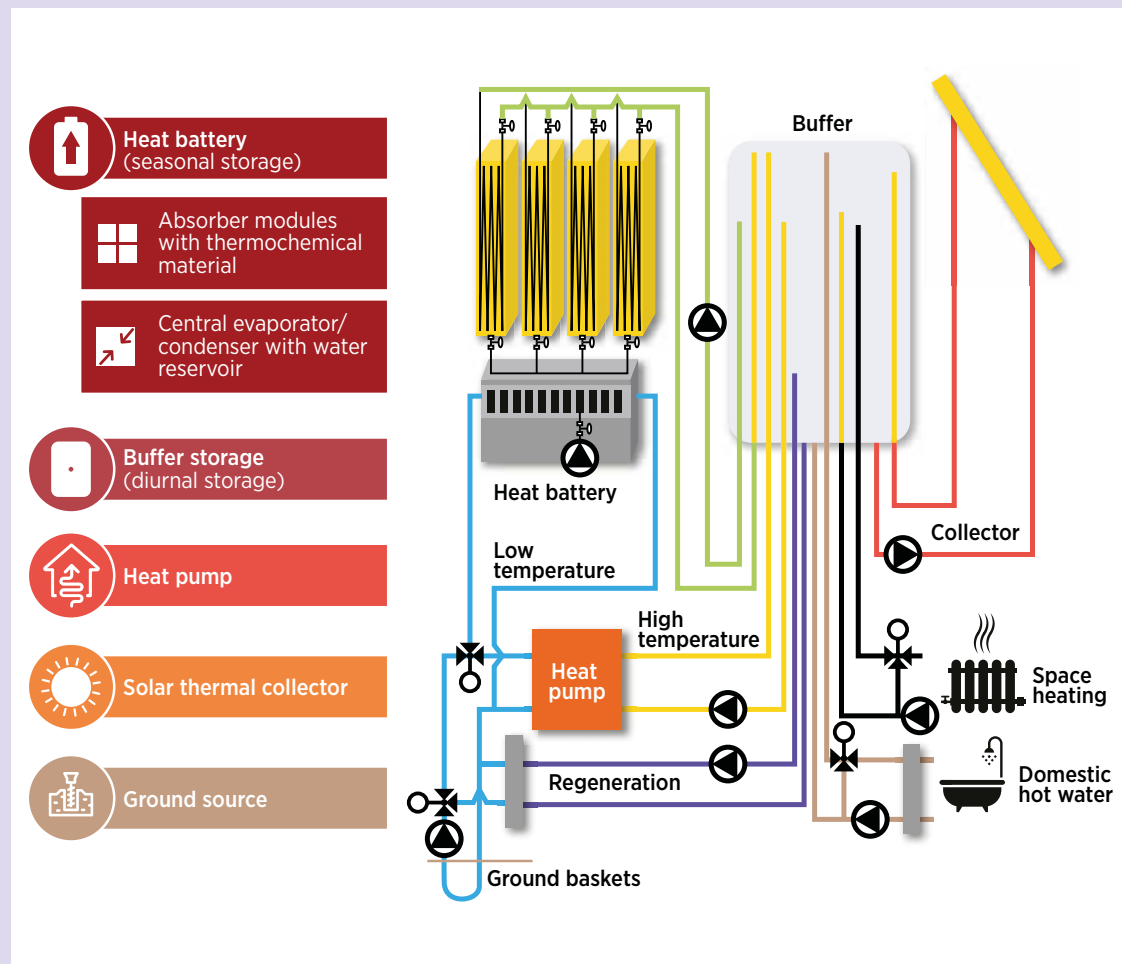 Heat battery
(seasonal storage)
Absorber modules
with thermochemical
material
Central evaporator/
condenser with water
reservoir
Buffer storage
(diurnal storage)
Heat pump
Solar thermal collector
Ground source
Buffer
Heat battery
Collector
Low
temperature
High
temperature
Heat
pump
Space
heating
Regeneration
Domestic
hot water
Ground baskets